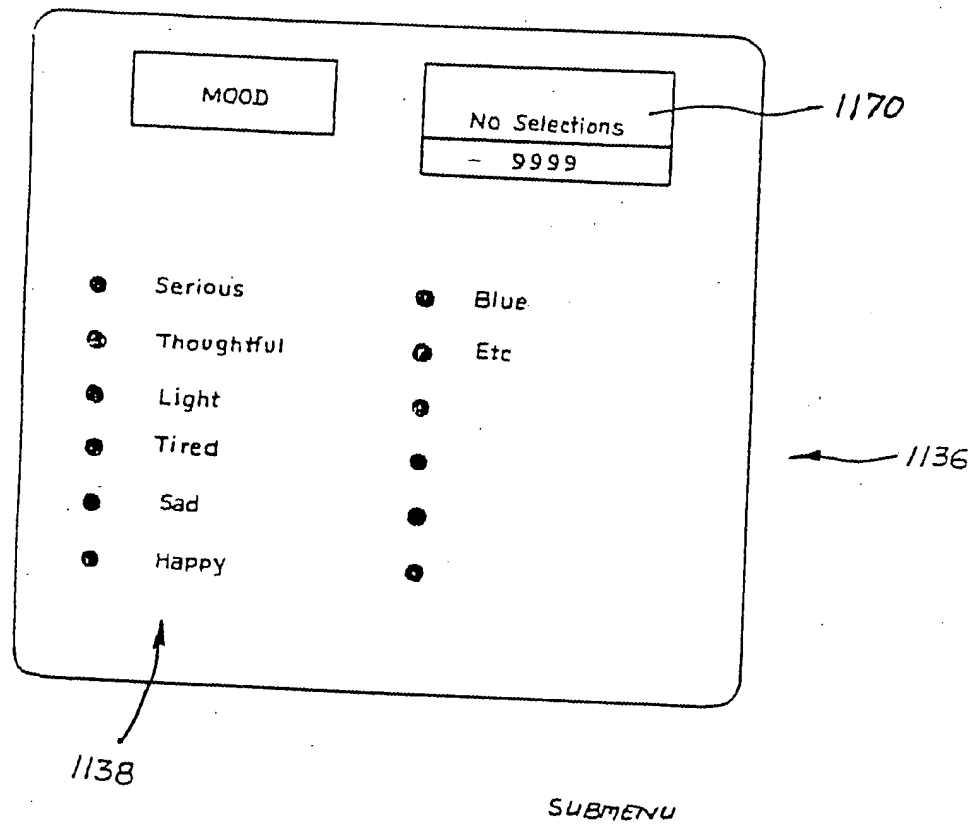 MOOD
No Selections
- 9999
1170
Serious
Thoughtful
Light
Tired
Sad
Happy
Blue
Etc
1136
1138
SUBMENU